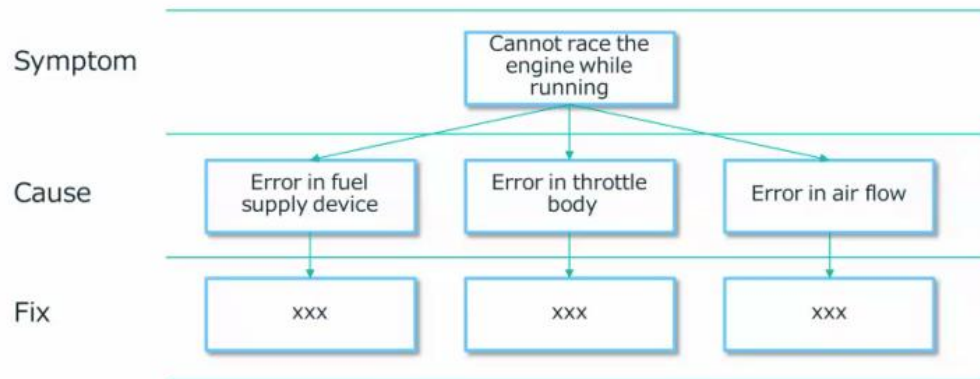 Symptom
Cannot race the
engine while
running
Cause
Error in fuel
supply device
Error in throttle
body
Error in air flow
Fix
xxx
xxx
xxx